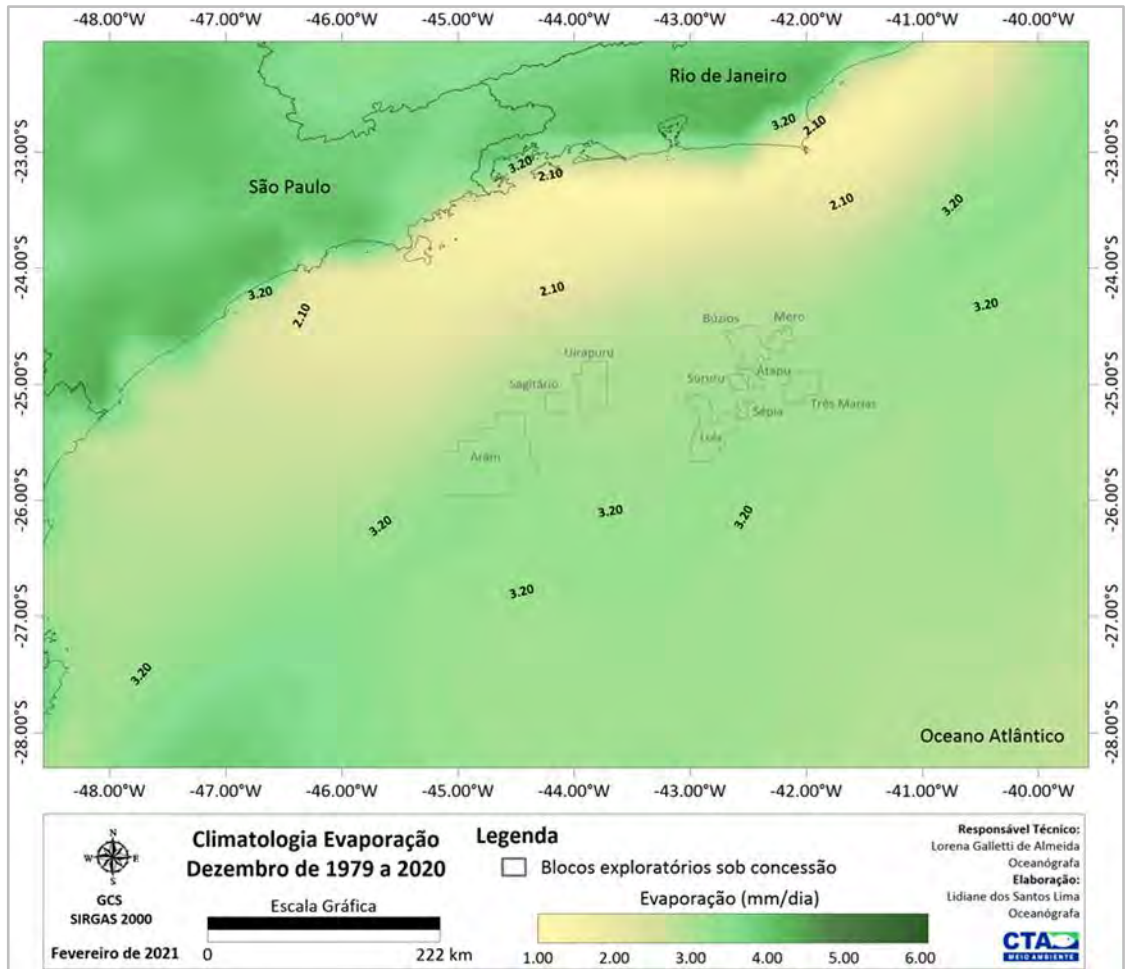 -48.00° -47.00° -46.00° -45.00° -44.00° -43.00° -42.00° -41.00° -40.00°
Rio de Janeiro
3.20
2.10
-23.00°S
-23.00°S
3.20
2.10
São Paulo
2.10
3.20
-24.00°S
-24.00°S
3.20
2.10
2.10
3.20
Búzios
Mero
Uirapuru
Sururu
Atapu
-25.00°S
-25.00°S
Sagitário
Três Marias
Sépia
Lula
Aram
-26.00°S
-26.00°S
3.20
3.20
3.20
3.20
-27.00°S
-27.00°S
3.20
-28.00°S
-28.00°S
Oceano Atlântico
-48.00° -47.00° -46.00° -45.00° -44.00° -43.00° -42.00° -41.00° -40.00°
N
W E
S
GCS
SIRGAS 2000
Fevereiro de 2021
Climatologia Evaporação
Dezembro de 1979 a 2020
Escala Gráfica
0 222 km
Legenda
Blocos exploratórios sob concessão
Evaporação (mm/dia)
1.00 2.00 3.00 4.00 5.00 6.00
Responsável Técnico:
Lorena Galletti de Almeida
Oceanógrafa
Elaboração:
Lidiane dos Santos Lima
Oceanógrafa
CTA
MEIO AMBIENTE